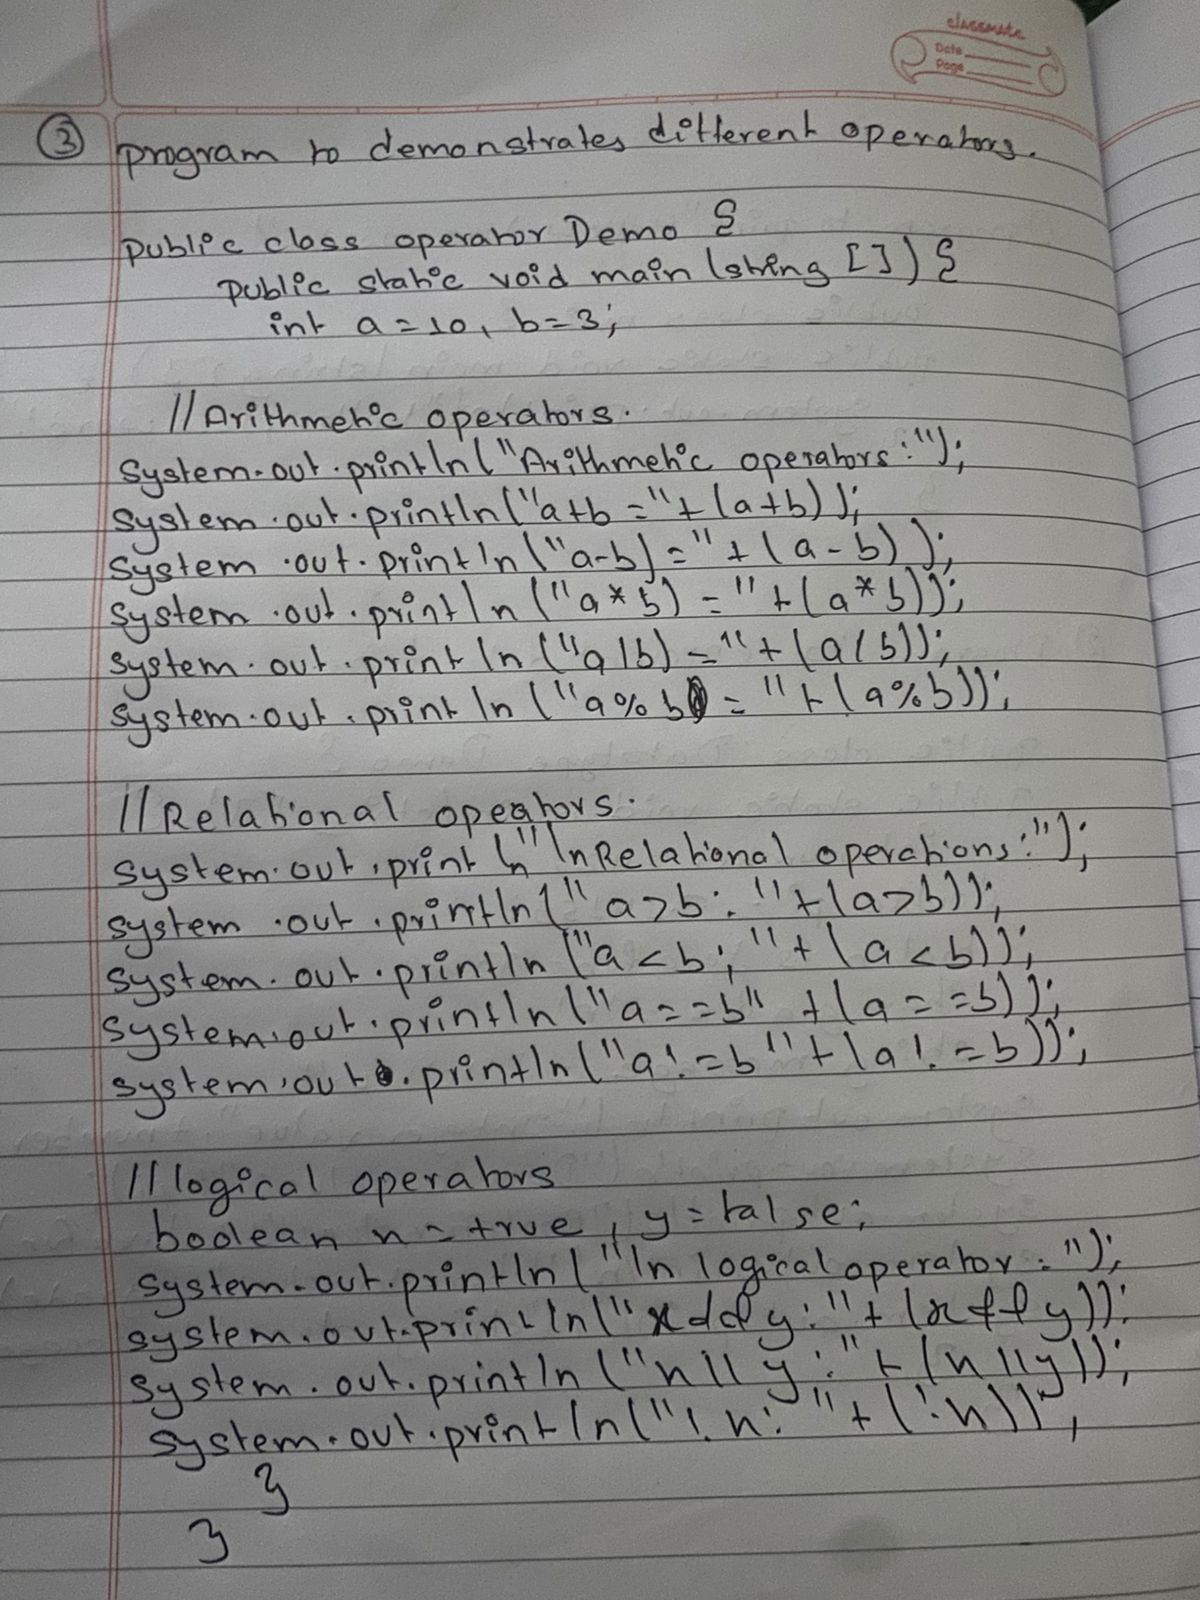 classmate
Date
Page
③ program to demonstrates different operators.
public class operator Demo {
public static void main (string []) {
int a = 10, b = 3;
//Arithmetic operators.
system.out.println("Arithmetic operators:");
system.out.println("a+b ="+(a+b));
system.out.println("a-b) ="+(a-b));
system.out.println("a*b) ="+(a*b));
system.out.println("a/b) ="+(a/b));
system.out.println("a%b ="+(a%b));
//Relational opeators.
system.out.print ln"\nRelational operations:");
system.out.println("a>b: "+(a>b));
system.out.println("a<b; "+(a<b));
system.out.println("a==b" +(a==b));
system.out.println("a!=b"+(a!=b));
//logical operators
boolean x = true, y = false;
system.out.println("\n logical operator: ");
system.out.println("x&&y:"+(x&&y));
system.out.println("x||y:"+(x||y));
system.out.println("!x: "+(!x));
}
}